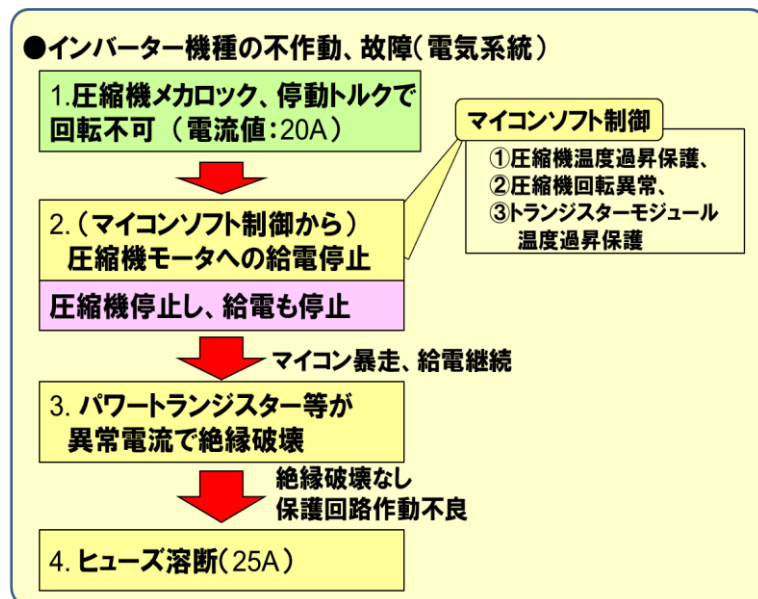 ●インバーター機種の不作動、故障(電気系統)
1.圧縮機メカロック、停動トルクで
回転不可 (電流値:20A)
マイコンソフト制御
①圧縮機温度過昇保護、
②圧縮機回転異常、
③トランジスターモジュール
温度過昇保護
2.(マイコンソフト制御から)
圧縮機モータへの給電停止
圧縮機停止し、給電も停止
マイコン暴走、給電継続
3. パワートランジスター等が
異常電流で絶縁破壊
絶縁破壊なし
保護回路作動不良
4. ヒューズ溶断(25A)